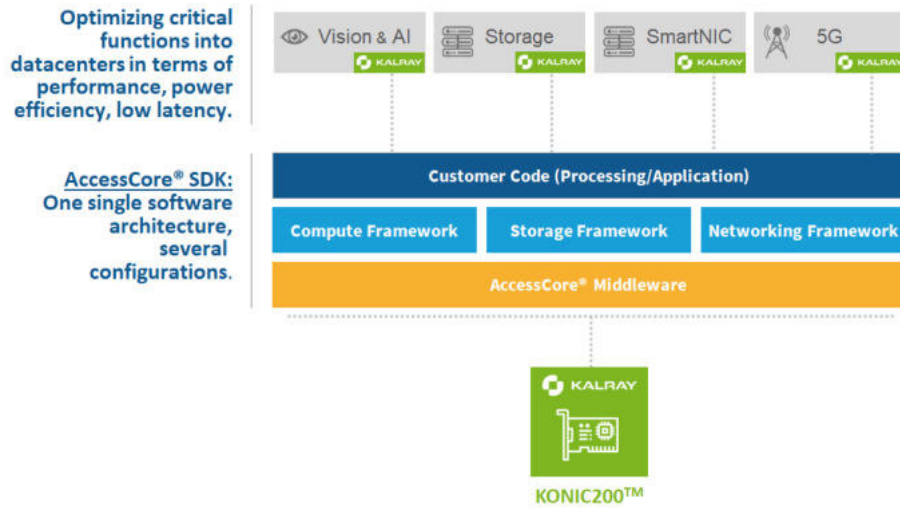 Optimizing critical
functions into
datacenters in terms of
performance, power
efficiency, low latency.
Vision & AI
KALRAY
Storage
KALRAY
SmartNIC
KALRAY
5G
KALRAY
AccessCore® SDK:
One single software
architecture,
several
configurations.
Customer Code (Processing/Application)
Compute Framework
Storage Framework
Networking Framework
AccessCore® Middleware
KALRAY
KONIC200™